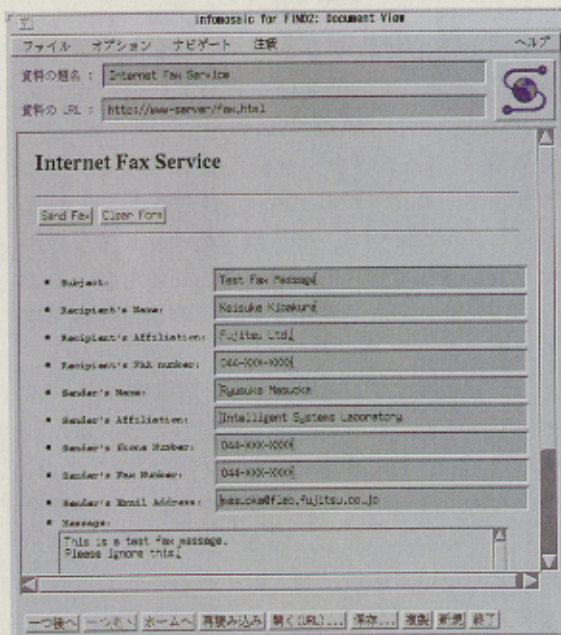 Infomosaic for FIND2: Document View
ファイル オプション ナビゲート 注釈 ヘルプ
資料の題名 : Internet Fax Service
資料の URL : http://www-server/fax.html
Internet Fax Service
Send Fax Clear Form
Subject: Test Fax Message
Recipient's Name: Keisuke Kibakura
Recipient's Affiliation: Fujitsu Ltd.
Recipient's FAX number: 044-XXX-XXXX
Sender's Name: Ryusuke Masuoka
Sender's Affiliation: Intelligent Systems Laboratory
Sender's Phone Number: 044-XXX-XXXX
Sender's Fax Number: 044-XXX-XXXX
Sender's Email Address: masuoka@flab.fujitsu.co.jp
Message:
This is a test fax message.
Please ignore this.
一つ後へ 一つ前へ ホームへ 再読み込み 開く(URL)... 保存... 複製 新規 終了